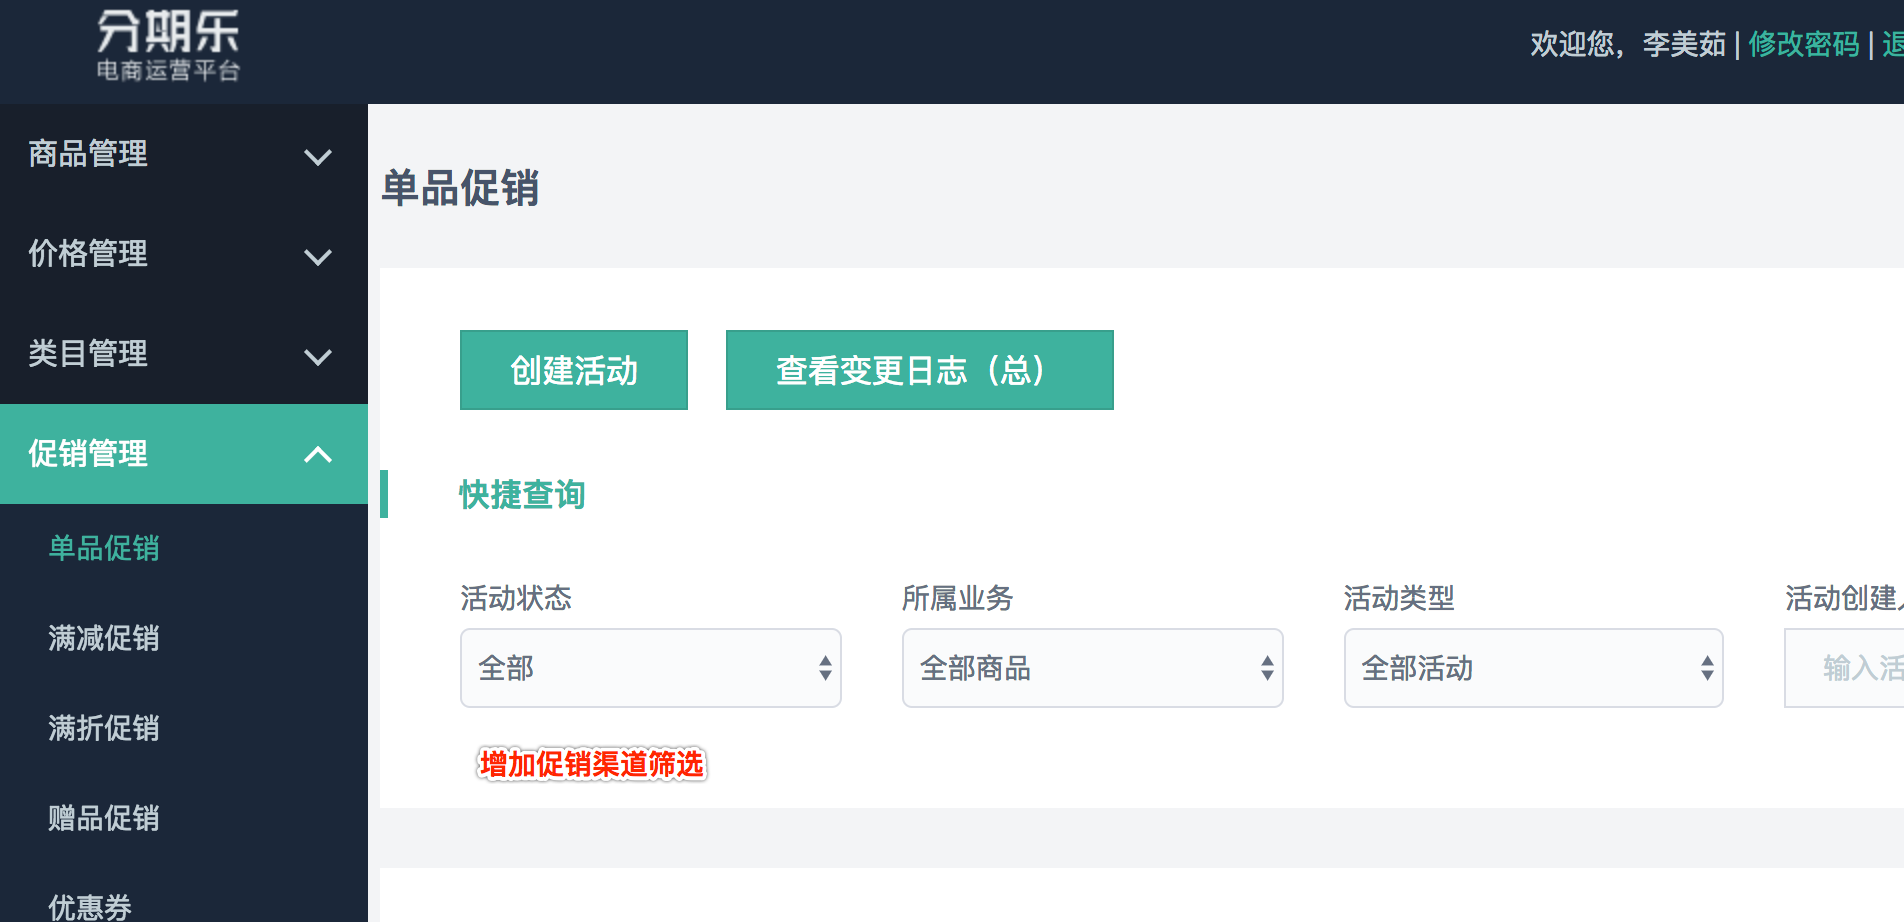 分期乐
电商运营平台
欢迎您，李美茹 | 修改密码 | 退
商品管理
价格管理
类目管理
促销管理
单品促销
满减促销
满折促销
赠品促销
优惠券
单品促销
创建活动
查看变更日志（总）
快捷查询
活动状态
全部
所属业务
全部商品
活动类型
全部活动
活动创建人
输入活
增加促销渠道筛选